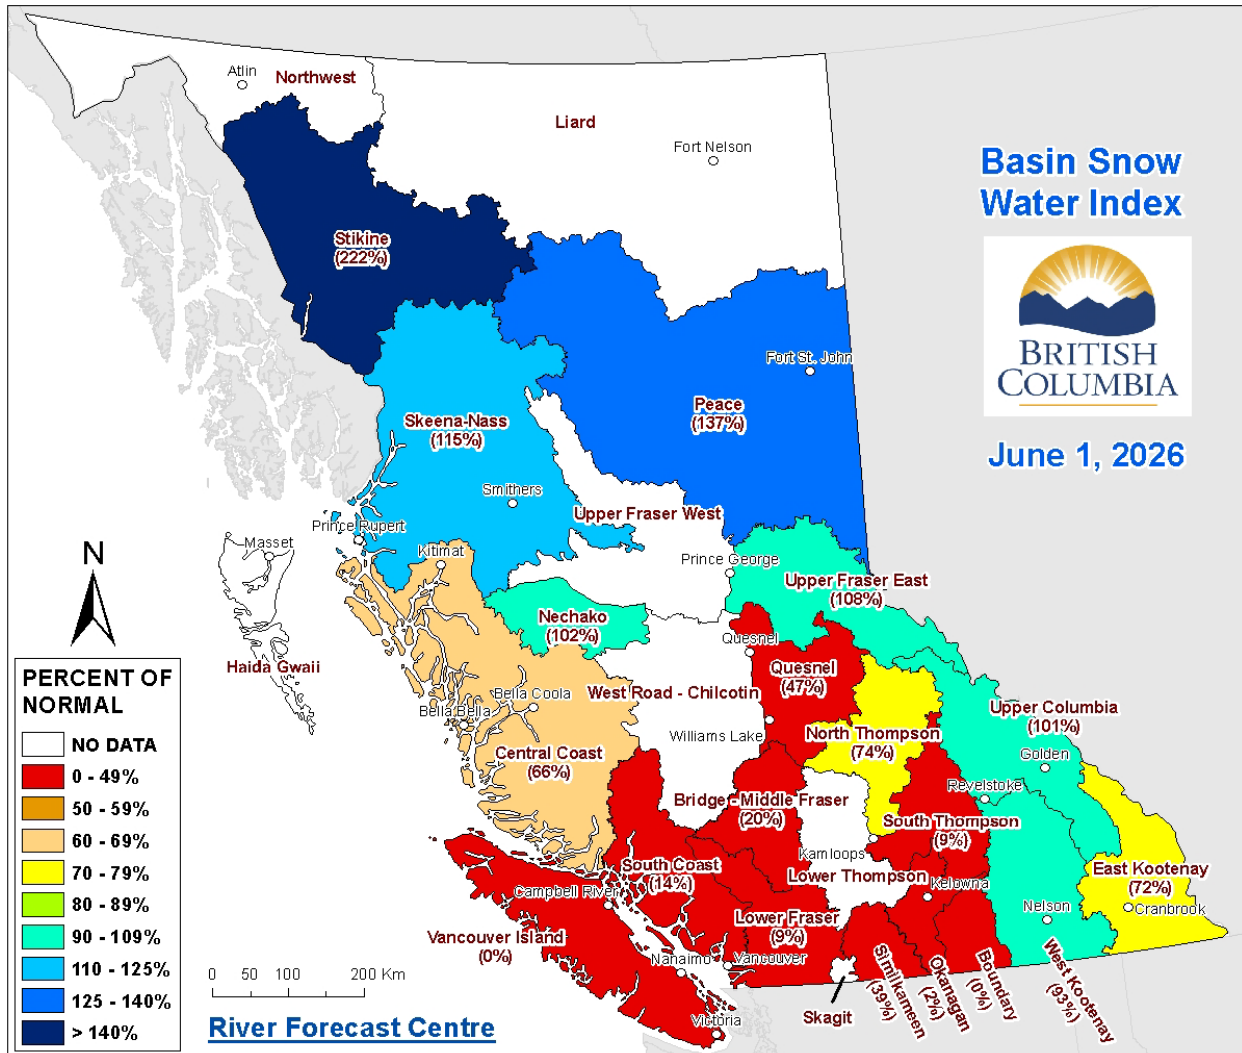 Atlin
Northwest
Liard
Fort Nelson
Basin Snow
Water Index
Stikine
(222%)
BRITISH
COLUMBIA
Fort St. John
Peace
(137%)
Skeena-Nass
(115%)
June 1, 2026
Smithers
Upper Fraser West
Prince Rupert
Masset
Kitimat
N
Prince George
Upper Fraser East
(108%)
Nechako
(102%)
Quesnel
Quesnel
(47%)
Haida Gwaii
PERCENT OF
NORMAL
NO DATA
0 - 49%
50 - 59%
60 - 69%
70 - 79%
80 - 89%
90 - 109%
110 - 125%
125 - 140%
> 140%
West Road - Chilcotin
Bella Coola
Bella Bella
Williams Lake
Upper Columbia
(101%)
North Thompson
(74%)
Golden
Central Coast
(66%)
Revelstoke
Bridge - Middle Fraser
(20%)
South Thompson
(9%)
Kamloops
South Coast
(14%)
Lower Thompson
East Kootenay
(72%)
Kelowna
Campbell River
Cranbrook
Lower Fraser
(9%)
Nelson
Vancouver Island
(0%)
Nanaimo
Vancouver
0 50 100 200 Km
Similkameen
(39%)
Okanagan
(2%)
Boundary
(0%)
West Kootenay
(93%)
Skagit
Victoria
River Forecast Centre